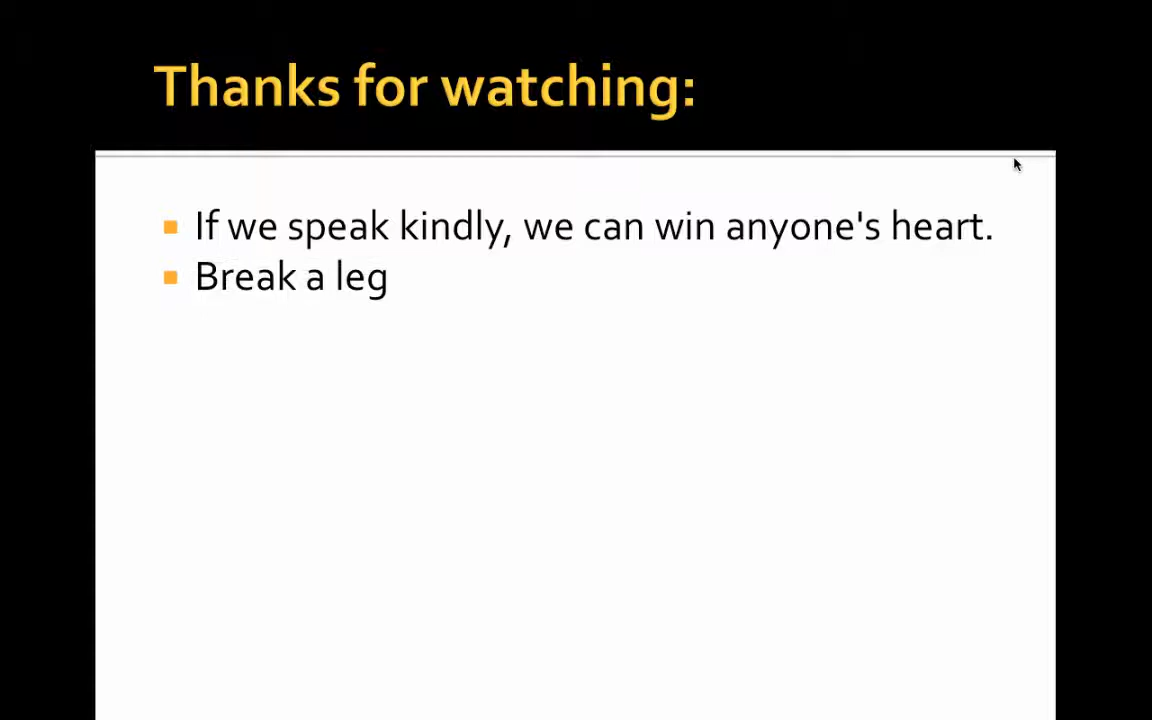 Thanks for watching:
If we speak kindly, we can win anyone's heart.
Break a leg